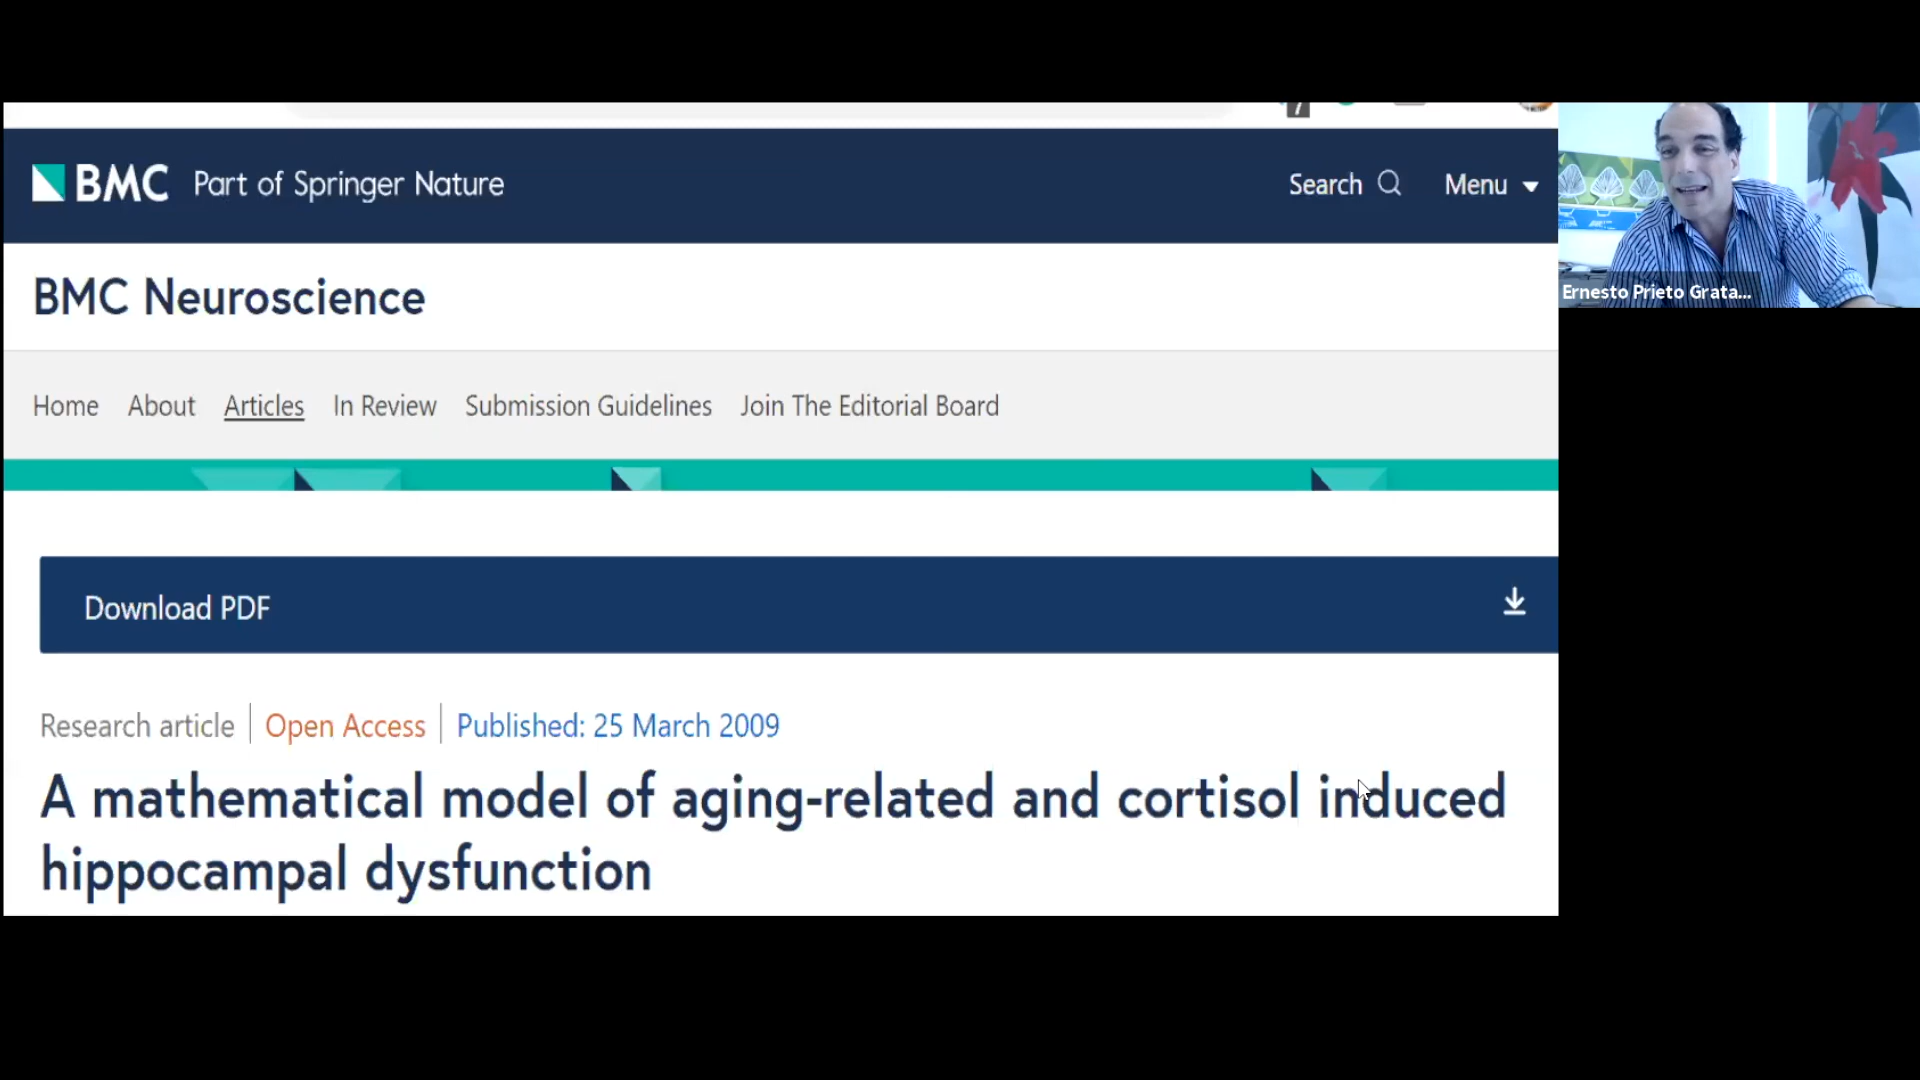 BMC Part of Springer Nature
Search
Menu
BMC Neuroscience
Home About Articles In Review Submission Guidelines Join The Editorial Board
Download PDF
Research article Open Access Published: 25 March 2009
A mathematical model of aging-related and cortisol induced
hippocampal dysfunction
Ernesto Prieto Grata...